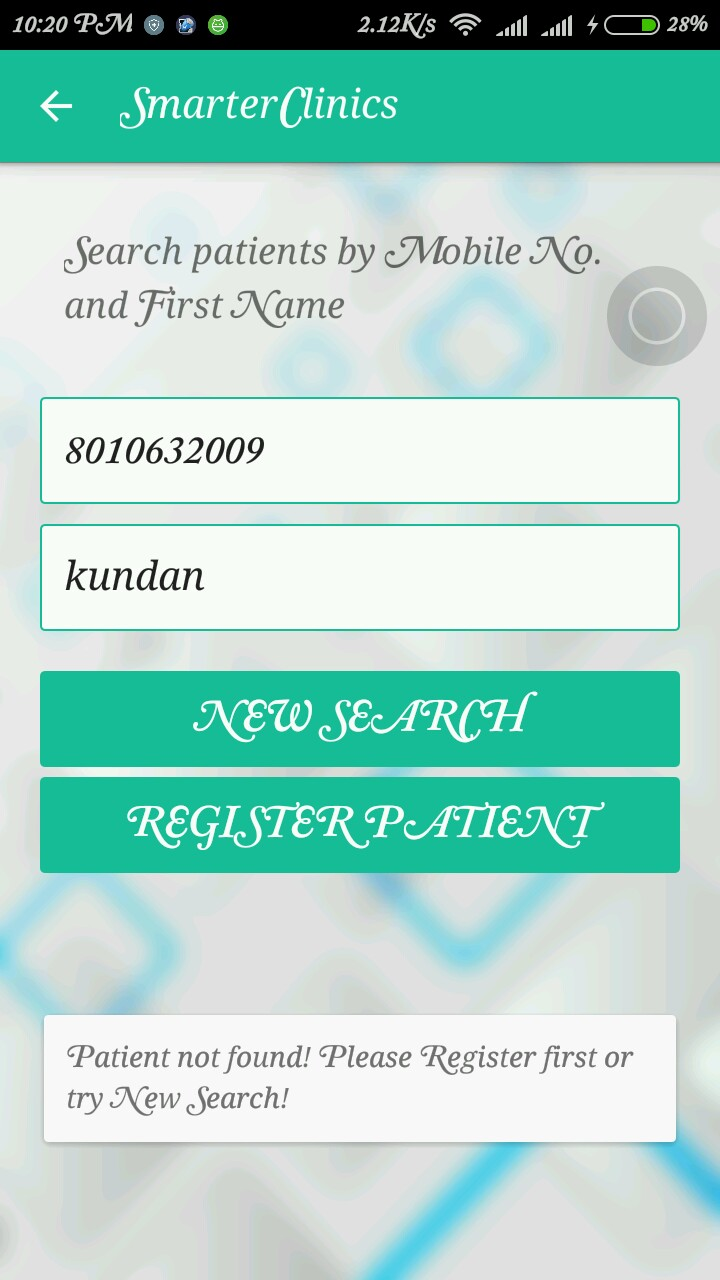 10:20 PM 2.12K/s 28%
SmarterClinics
Search patients by Mobile No.
and First Name
8010632009
kundan
NEW SEARCH
REGISTER PATIENT
Patient not found! Please Register first or
try New Search!